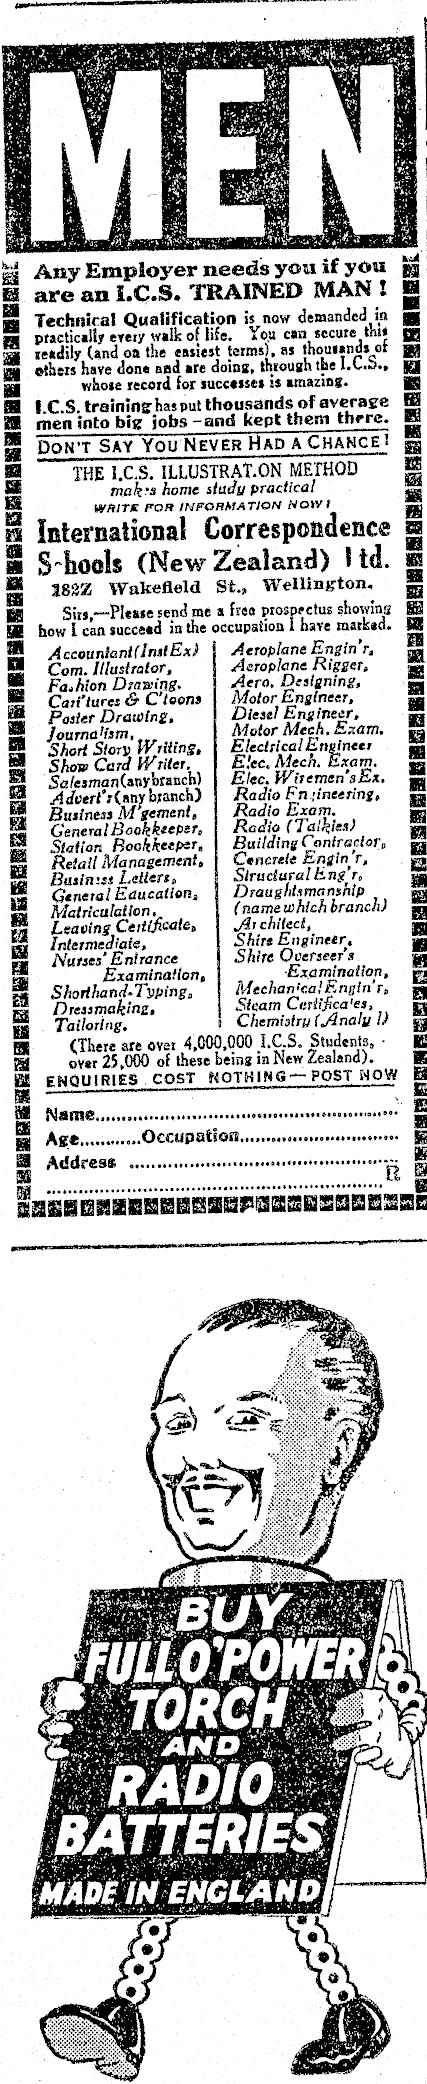 MEN
Any Employer needs you if you
are an I.C.S. TRAINED MAN!
Technical Qualification is now demanded in
practically every walk of life. You can secure this
readily (and on the easiest terms), as thousands of
others have done and are doing, through the I.C.S.,
whose record for successes is amazing.
I.C.S. training has put thousands of average
men into big jobs—and kept them there.
DON'T SAY YOU NEVER HAD A CHANCE!
THE I.C.S. ILLUSTRAT.ON METHOD
makes home study practical
WRITE FOR INFORMATION NOW!
International Correspondence
Schools (New Zealand) Ltd.
182Z Wakefield St., Wellington.
Sirs,—Please send me a free prospectus showing
how I can succeed in the occupation I have marked.
Accountant (Inst Ex)
Com. Illustrator,
Fashion Drawing.
Cari'tures & C'toons
Poster Drawing,
Journalism,
Short Story Writing,
Show Card Writer,
Salesman (any branch)
Advert'r (any branch)
Business M'gement,
General Bookkeeper,
Station Bookkeeper,
Retail Management,
Business Letters,
General Education,
Matriculation,
Leaving Certificate,
Intermediate,
Nurses' Entrance
Examination,
Shorthand-Typing,
Dressmaking,
Tailoring.
Aeroplane Engin'r,
Aeroplane Rigger,
Aero. Designing,
Motor Engineer,
Diesel Engineer,
Motor Mech. Exam.
Electrical Engineer
Elec. Mech. Exam.
Elec. Wiremen's Ex.
Radio Engineering,
Radio Exam.
Radio (Talkies)
Building Contractor,
Concrete Engin'r,
Structural Eng'r,
Draughtsmanship
(name which branch)
Architect,
Shire Engineer,
Shire Overseer's
Examination,
Mechanical Engin'r,
Steam Certificates,
Chemistry (Analy'l)
(There are over 4,000,000 I.C.S. Students,
over 25,000 of these being in New Zealand).
ENQUIRIES COST NOTHING—POST NOW
Name
Age Occupation
Address
R
BUY
FULL O'POWER
TORCH
AND
RADIO
BATTERIES
MADE IN ENGLAND